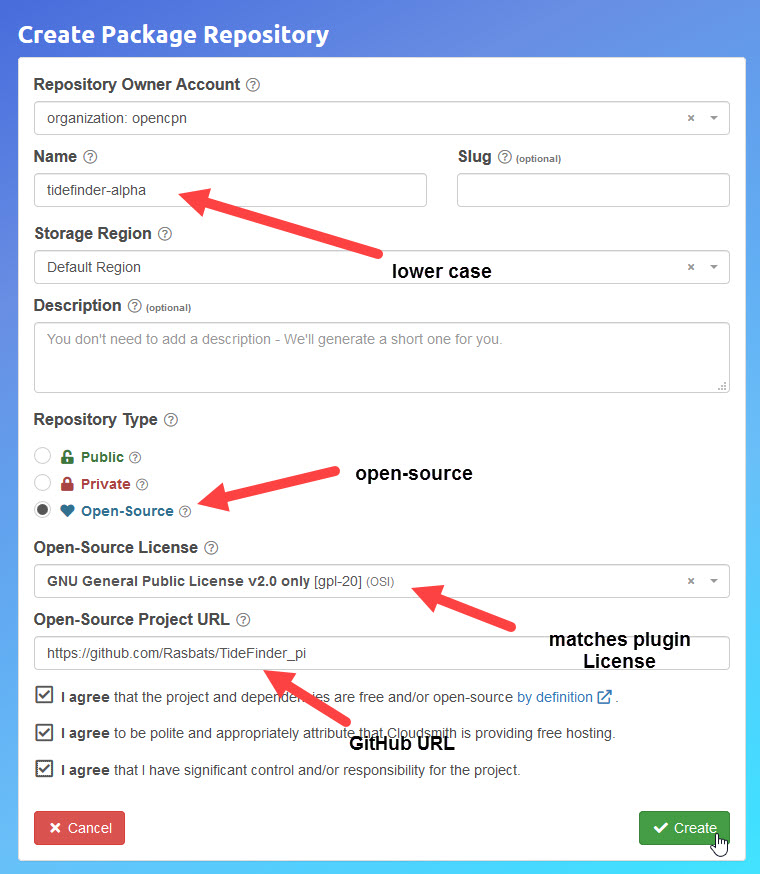 Create Package Repository
Repository Owner Account ?
organization: opencpn × 
Name ? Slug ? (optional)
tidefinder-alpha
Storage Region ?
lower case
Default Region ×
Description ? (optional)
You don't need to add a description - We'll generate a short one for you.
Repository Type ?
Public ?
open-source
Private ?
Open-Source ?
Open-Source License ?
GNU General Public License v2.0 only [gpl-20] (OSI) ×
Open-Source Project URL ?
matches plugin
License
https://github.com/Rasbats/TideFinder_pi
I agree that the project and dependencies are free and/or open-source by definition .
I agree to be polite and appropriately attribute that Cloudsmith is providing free hosting.
GitHub URL
I agree that I have significant control and/or responsibility for the project.
Cancel Create